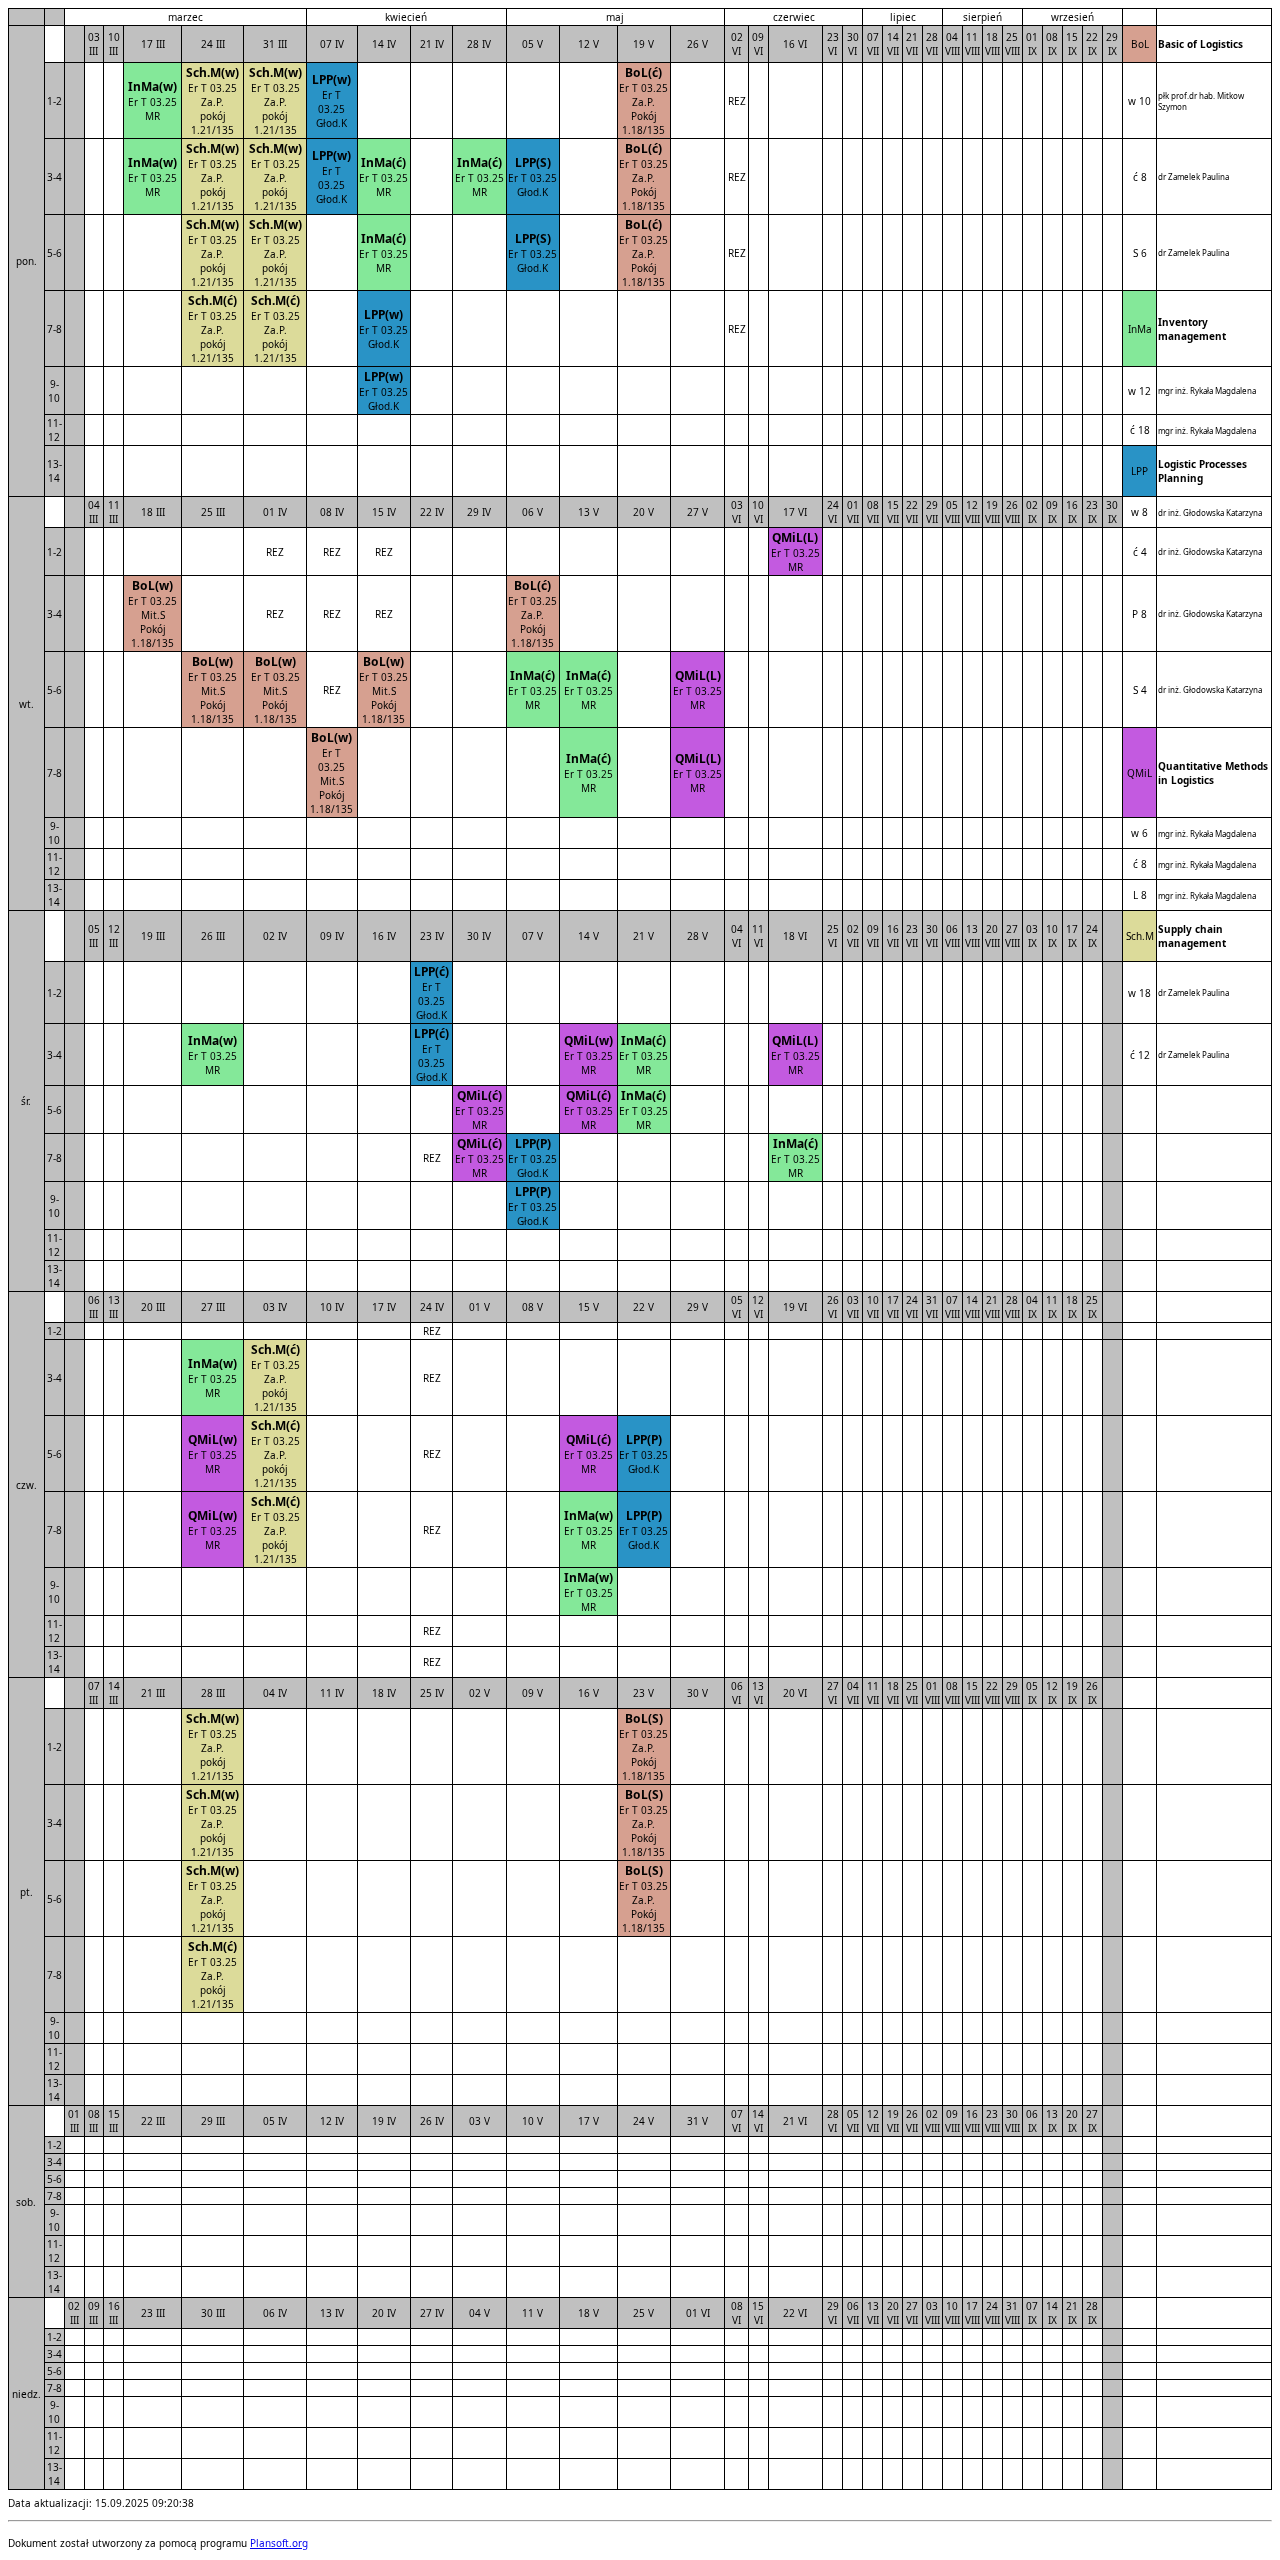 marzec kwiecień maj czerwiec lipiec sierpień wrzesień
pon. 03 III 10 III 17 III 24 III 31 III 07 IV 14 IV 21 IV 28 IV 05 V 12 V 19 V 26 V 02 VI 09 VI 16 VI 23 VI 30 VI 07 VII 14 VII 21 VII 28 VII 04 VIII 11 VIII 18 VIII 25 VIII 01 IX 08 IX 15 IX 22 IX 29 IX BoL Basic of Logistics
1-2 InMa(w) Er T 03.25 MR Sch.M(w) Er T 03.25 Za.P. pokój 1.21/135 Sch.M(w) Er T 03.25 Za.P. pokój 1.21/135 LPP(w) Er T 03.25 Głod.K BoL(ć) Er T 03.25 Za.P. Pokój 1.18/135 REZ w 10 płk prof.dr hab. Mitkow Szymon
3-4 InMa(w) Er T 03.25 MR Sch.M(w) Er T 03.25 Za.P. pokój 1.21/135 Sch.M(w) Er T 03.25 Za.P. pokój 1.21/135 LPP(w) Er T 03.25 Głod.K InMa(ć) Er T 03.25 MR InMa(ć) Er T 03.25 MR LPP(S) Er T 03.25 Głod.K BoL(ć) Er T 03.25 Za.P. Pokój 1.18/135 REZ ć 8 dr Zamelek Paulina
5-6 Sch.M(w) Er T 03.25 Za.P. pokój 1.21/135 Sch.M(w) Er T 03.25 Za.P. pokój 1.21/135 InMa(ć) Er T 03.25 MR LPP(S) Er T 03.25 Głod.K BoL(ć) Er T 03.25 Za.P. Pokój 1.18/135 REZ S 6 dr Zamelek Paulina
7-8 Sch.M(ć) Er T 03.25 Za.P. pokój 1.21/135 Sch.M(ć) Er T 03.25 Za.P. pokój 1.21/135 LPP(w) Er T 03.25 Głod.K REZ InMa Inventory management
9-10 LPP(w) Er T 03.25 Głod.K w 12 mgr inż. Rykała Magdalena
11-12 ć 18 mgr inż. Rykała Magdalena
13-14 LPP Logistic Processes Planning
wt. 04 III 11 III 18 III 25 III 01 IV 08 IV 15 IV 22 IV 29 IV 06 V 13 V 20 V 27 V 03 VI 10 VI 17 VI 24 VI 01 VII 08 VII 15 VII 22 VII 29 VII 05 VIII 12 VIII 19 VIII 26 VIII 02 IX 09 IX 16 IX 23 IX 30 IX w 8 dr inż. Głodowska Katarzyna
1-2 REZ REZ REZ QMiL(L) Er T 03.25 MR ć 4 dr inż. Głodowska Katarzyna
3-4 BoL(w) Er T 03.25 Mit.S Pokój 1.18/135 REZ REZ REZ BoL(ć) Er T 03.25 Za.P. Pokój 1.18/135 P 8 dr inż. Głodowska Katarzyna
5-6 BoL(w) Er T 03.25 Mit.S Pokój 1.18/135 BoL(w) Er T 03.25 Mit.S Pokój 1.18/135 REZ BoL(w) Er T 03.25 Mit.S Pokój 1.18/135 InMa(ć) Er T 03.25 MR InMa(ć) Er T 03.25 MR QMiL(L) Er T 03.25 MR S 4 dr inż. Głodowska Katarzyna
7-8 BoL(w) Er T 03.25 Mit.S Pokój 1.18/135 InMa(ć) Er T 03.25 MR QMiL(L) Er T 03.25 MR QMiL Quantitative Methods in Logistics
9-10 w 6 mgr inż. Rykała Magdalena
11-12 ć 8 mgr inż. Rykała Magdalena
13-14 L 8 mgr inż. Rykała Magdalena
śr. 05 III 12 III 19 III 26 III 02 IV 09 IV 16 IV 23 IV 30 IV 07 V 14 V 21 V 28 V 04 VI 11 VI 18 VI 25 VI 02 VII 09 VII 16 VII 23 VII 30 VII 06 VIII 13 VIII 20 VIII 27 VIII 03 IX 10 IX 17 IX 24 IX Sch.M Supply chain management
1-2 LPP(ć) Er T 03.25 Głod.K w 18 dr Zamelek Paulina
3-4 InMa(w) Er T 03.25 MR LPP(ć) Er T 03.25 Głod.K QMiL(w) Er T 03.25 MR InMa(ć) Er T 03.25 MR QMiL(L) Er T 03.25 MR ć 12 dr Zamelek Paulina
5-6 QMiL(ć) Er T 03.25 MR QMiL(ć) Er T 03.25 MR InMa(ć) Er T 03.25 MR
7-8 REZ QMiL(ć) Er T 03.25 MR LPP(P) Er T 03.25 Głod.K InMa(ć) Er T 03.25 MR
9-10 LPP(P) Er T 03.25 Głod.K
11-12
13-14
czw. 06 III 13 III 20 III 27 III 03 IV 10 IV 17 IV 24 IV 01 V 08 V 15 V 22 V 29 V 05 VI 12 VI 19 VI 26 VI 03 VII 10 VII 17 VII 24 VII 31 VII 07 VIII 14 VIII 21 VIII 28 VIII 04 IX 11 IX 18 IX 25 IX
1-2 REZ
3-4 InMa(w) Er T 03.25 MR Sch.M(ć) Er T 03.25 Za.P. pokój 1.21/135 REZ
5-6 QMiL(w) Er T 03.25 MR Sch.M(ć) Er T 03.25 Za.P. pokój 1.21/135 REZ QMiL(ć) Er T 03.25 MR LPP(P) Er T 03.25 Głod.K
7-8 QMiL(w) Er T 03.25 MR Sch.M(ć) Er T 03.25 Za.P. pokój 1.21/135 REZ InMa(w) Er T 03.25 MR LPP(P) Er T 03.25 Głod.K
9-10 InMa(w) Er T 03.25 MR
11-12 REZ
13-14 REZ
pt. 07 III 14 III 21 III 28 III 04 IV 11 IV 18 IV 25 IV 02 V 09 V 16 V 23 V 30 V 06 VI 13 VI 20 VI 27 VI 04 VII 11 VII 18 VII 25 VII 01 VIII 08 VIII 15 VIII 22 VIII 29 VIII 05 IX 12 IX 19 IX 26 IX
1-2 Sch.M(w) Er T 03.25 Za.P. pokój 1.21/135 BoL(S) Er T 03.25 Za.P. Pokój 1.18/135
3-4 Sch.M(w) Er T 03.25 Za.P. pokój 1.21/135 BoL(S) Er T 03.25 Za.P. Pokój 1.18/135
5-6 Sch.M(w) Er T 03.25 Za.P. pokój 1.21/135 BoL(S) Er T 03.25 Za.P. Pokój 1.18/135
7-8 Sch.M(ć) Er T 03.25 Za.P. pokój 1.21/135
9-10
11-12
13-14
sob. 01 III 08 III 15 III 22 III 29 III 05 IV 12 IV 19 IV 26 IV 03 V 10 V 17 V 24 V 31 V 07 VI 14 VI 21 VI 28 VI 05 VII 12 VII 19 VII 26 VII 02 VIII 09 VIII 16 VIII 23 VIII 30 VIII 06 IX 13 IX 20 IX 27 IX
1-2
3-4
5-6
7-8
9-10
11-12
13-14
niedz. 02 III 09 III 16 III 23 III 30 III 06 IV 13 IV 20 IV 27 IV 04 V 11 V 18 V 25 V 01 VI 08 VI 15 VI 22 VI 29 VI 06 VII 13 VII 20 VII 27 VII 03 VIII 10 VIII 17 VIII 24 VIII 31 VIII 07 IX 14 IX 21 IX 28 IX
1-2
3-4
5-6
7-8
9-10
11-12
13-14
Data aktualizacji: 15.09.2025 09:20:38
Dokument został utworzony za pomocą programu Plansoft.org